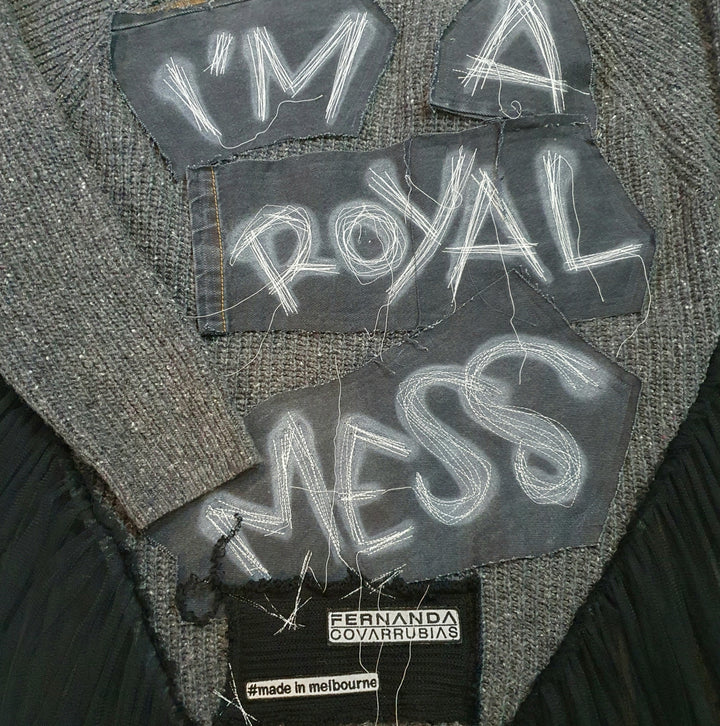 I'M A
ROYAL
MESS
FERNANDA
COVARRUBIAS
#made in melbourne